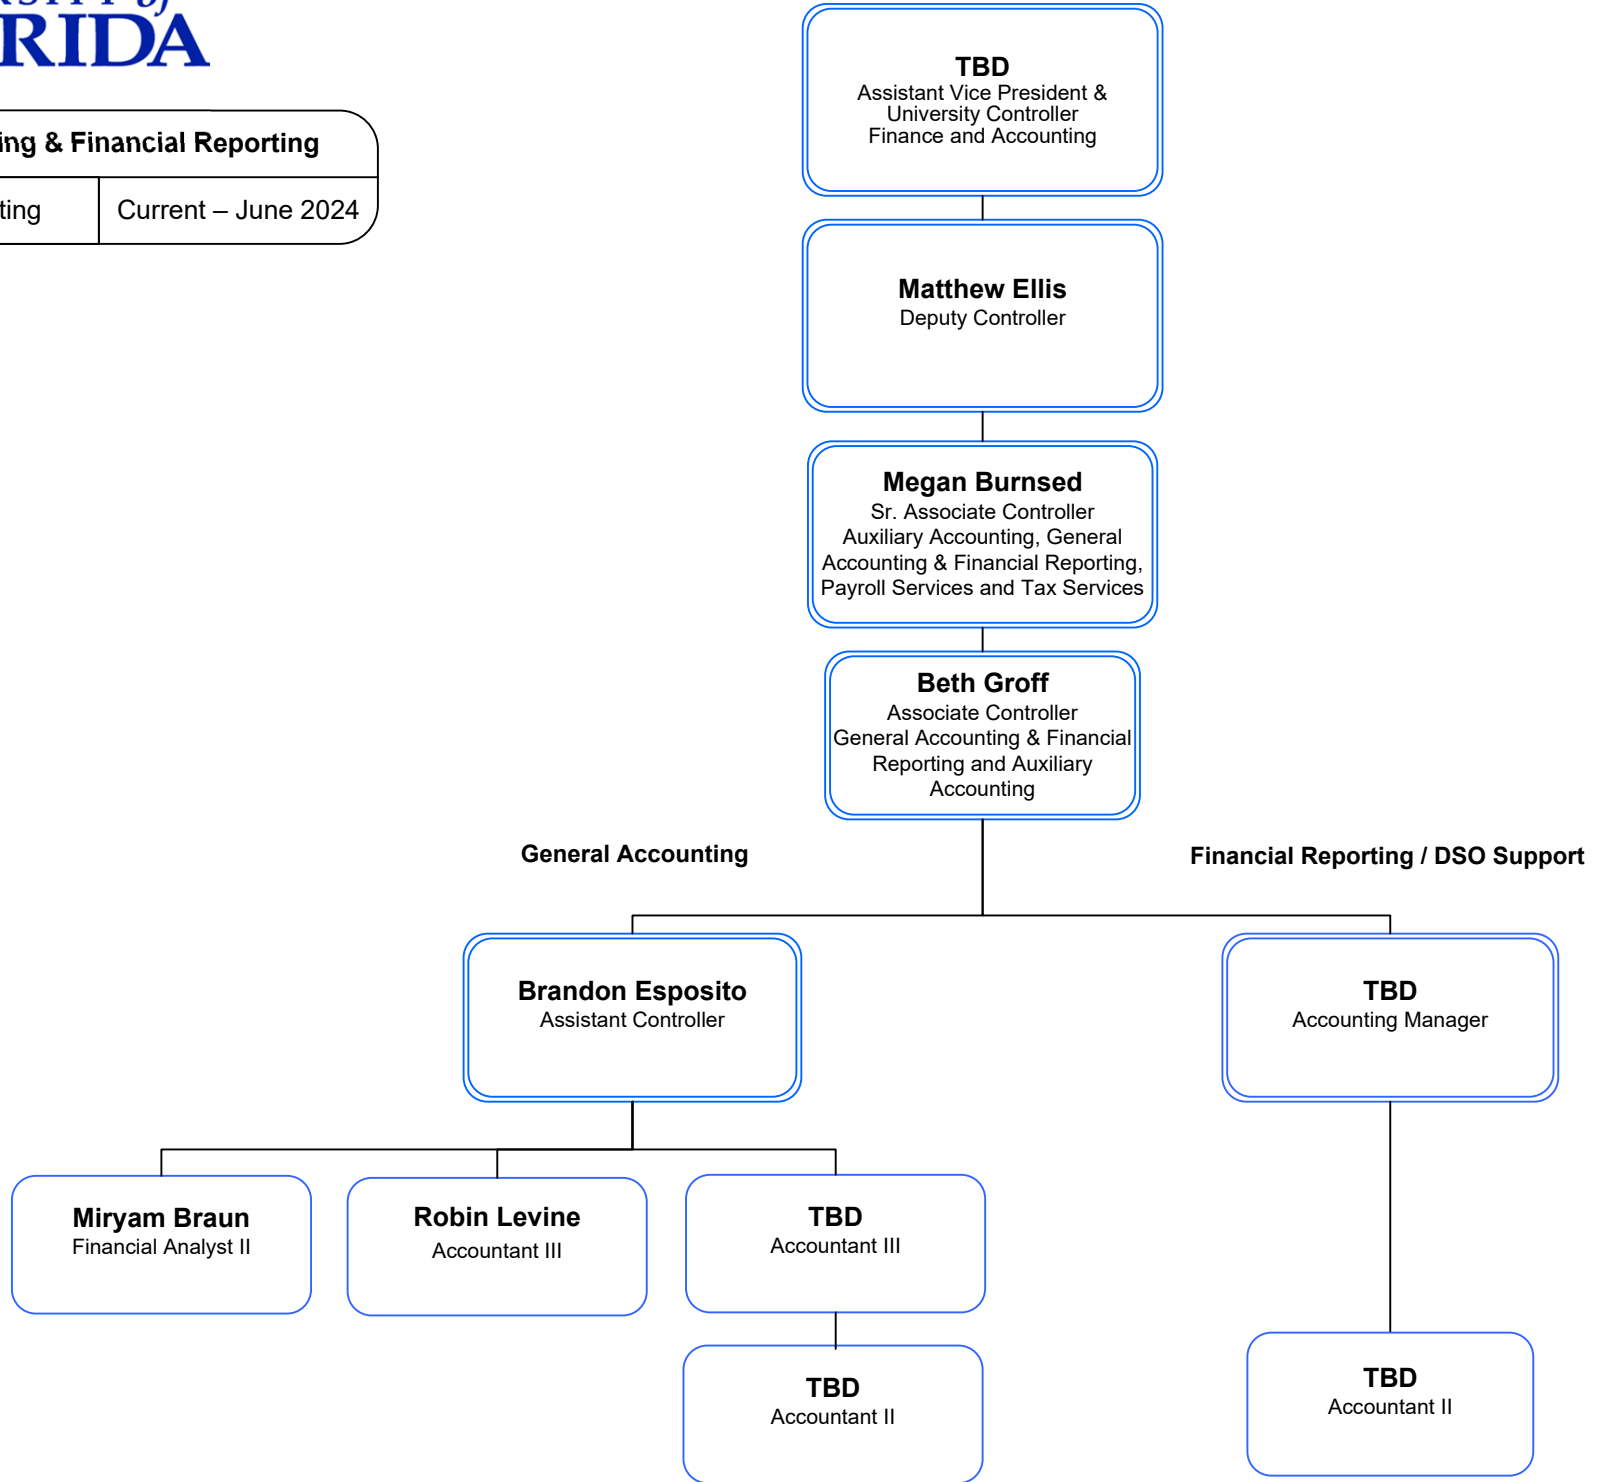 RIDA
ing & Financial Reporting
ting
Current – June 2024
TBD
Assistant Vice President &
University Controller
Finance and Accounting
Matthew Ellis
Deputy Controller
Megan Burnsed
Sr. Associate Controller
Auxiliary Accounting, General
Accounting & Financial Reporting,
Payroll Services and Tax Services
Beth Groff
Associate Controller
General Accounting & Financial
Reporting and Auxiliary
Accounting
General Accounting
Financial Reporting / DSO Support
Brandon Esposito
Assistant Controller
TBD
Accounting Manager
Miryam Braun
Financial Analyst II
Robin Levine
Accountant III
TBD
Accountant III
TBD
Accountant II
TBD
Accountant II